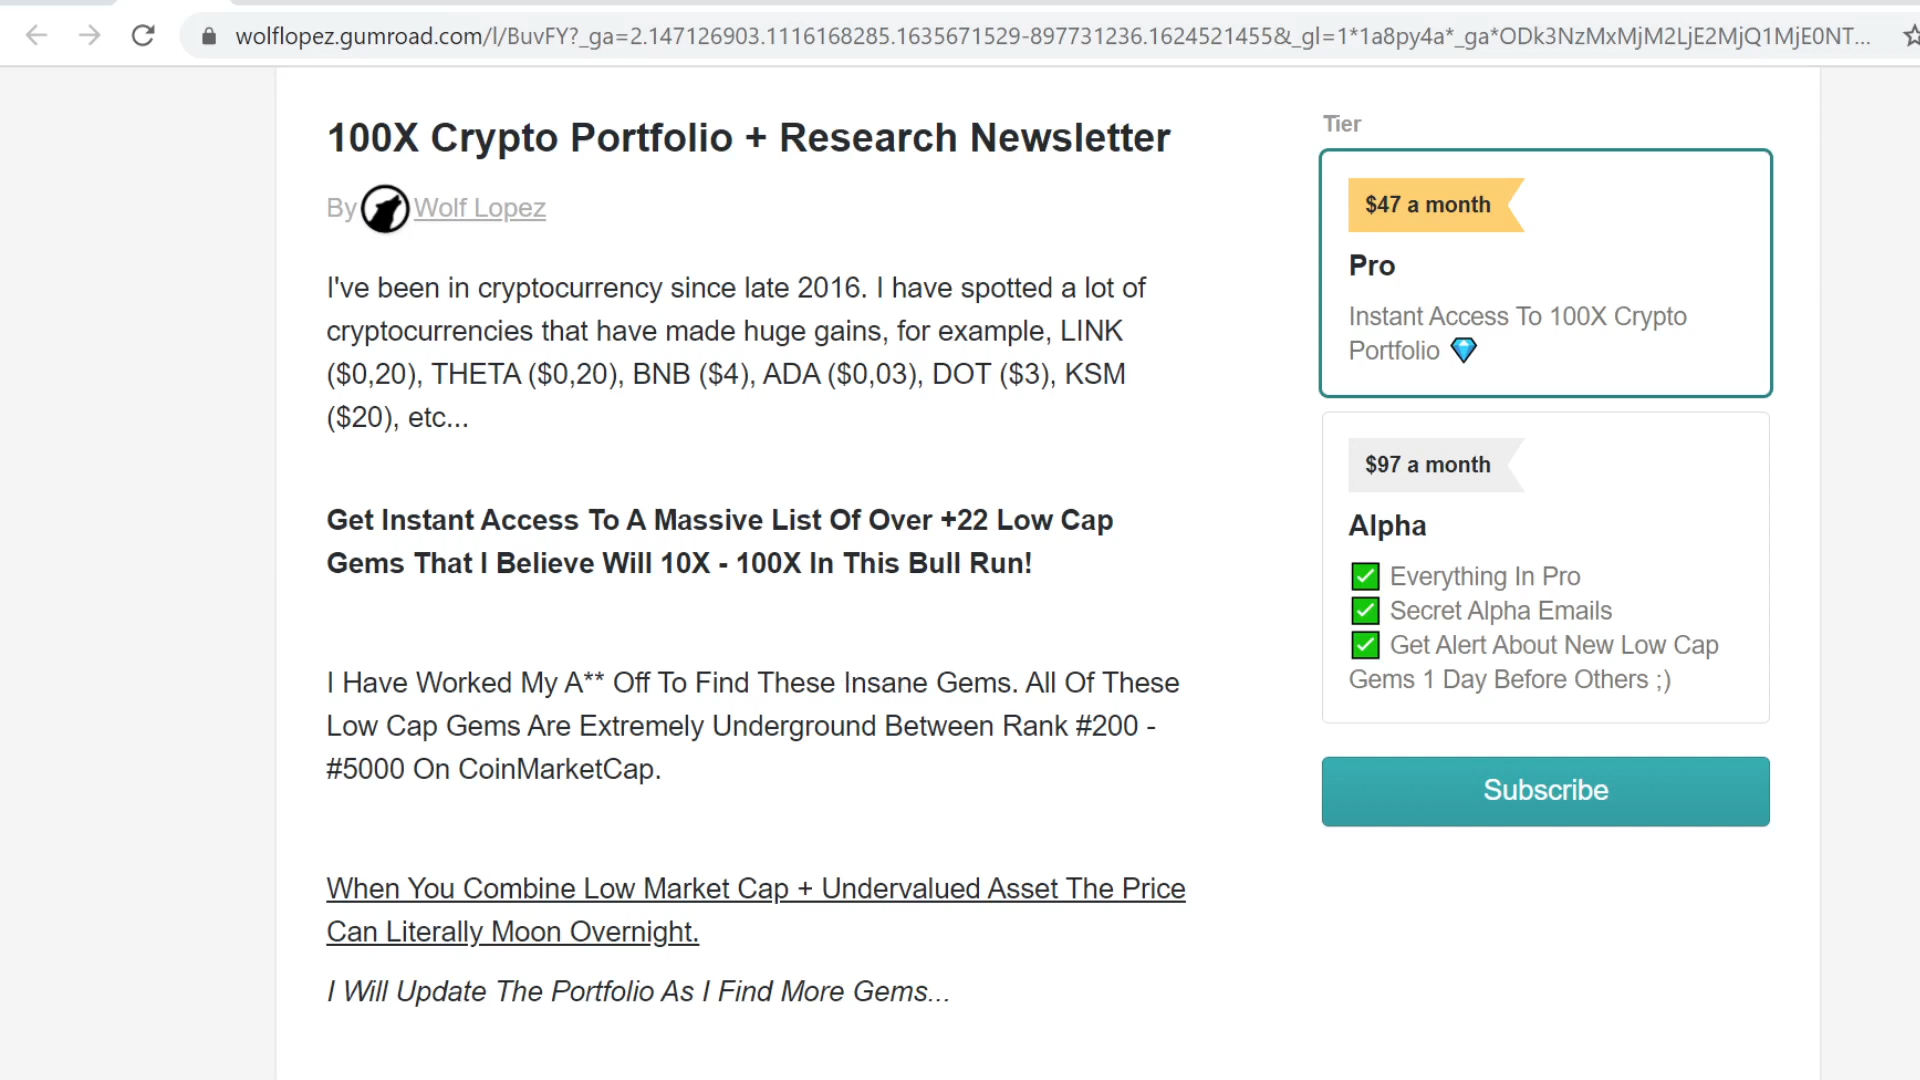 wolflopez.gumroad.com/l/BuvFY?_ga=2.147126903.1116168285.1635671529-897731236.1624521455&_gl=1*1a8py4a*_ga*ODk3NzMxMjM2LjE2MjQ1MjE0NT...
100X Crypto Portfolio + Research Newsletter
By Wolf Lopez
I've been in cryptocurrency since late 2016. I have spotted a lot of
cryptocurrencies that have made huge gains, for example, LINK
($0,20), THETA ($0,20), BNB ($4), ADA ($0,03), DOT ($3), KSM
($20), etc...
Get Instant Access To A Massive List Of Over +22 Low Cap
Gems That I Believe Will 10X - 100X In This Bull Run!
I Have Worked My A** Off To Find These Insane Gems. All Of These
Low Cap Gems Are Extremely Underground Between Rank #200 -
#5000 On CoinMarketCap.
When You Combine Low Market Cap + Undervalued Asset The Price
Can Literally Moon Overnight.
I Will Update The Portfolio As I Find More Gems...
Tier
$47 a month
Pro
Instant Access To 100X Crypto
Portfolio 💎
$97 a month
Alpha
✅ Everything In Pro
✅ Secret Alpha Emails
✅ Get Alert About New Low Cap
Gems 1 Day Before Others ;)
Subscribe